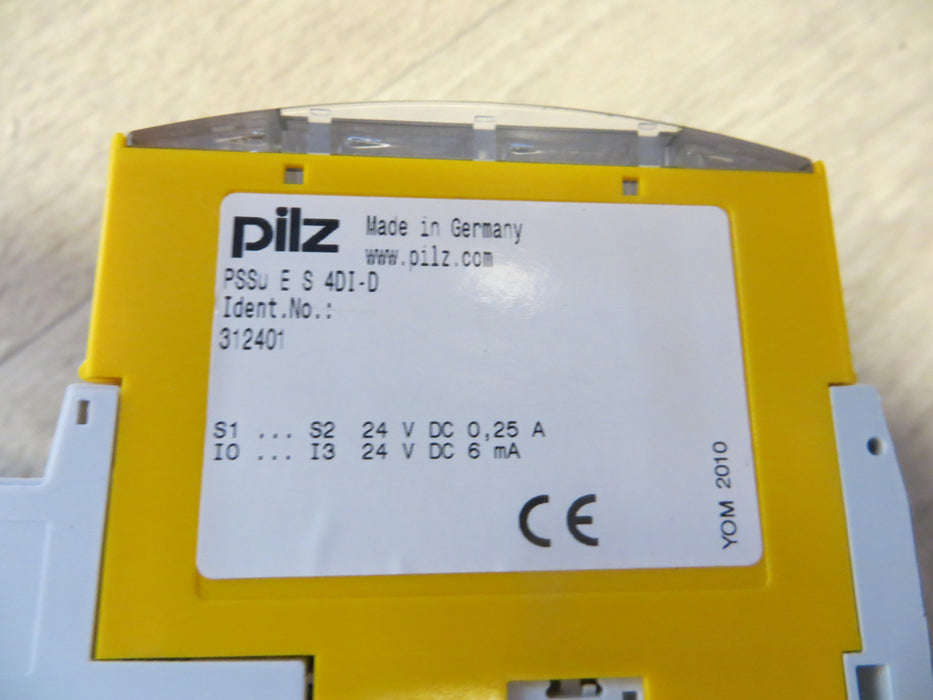 pilz
Made in Germany
www.pilz.com
PSSu E S 4DI-D
Ident.No.:
312401
S1 ... S2 24 V DC 0,25 A
I0 ... I3 24 V DC 6 mA
CE
YOM 2010